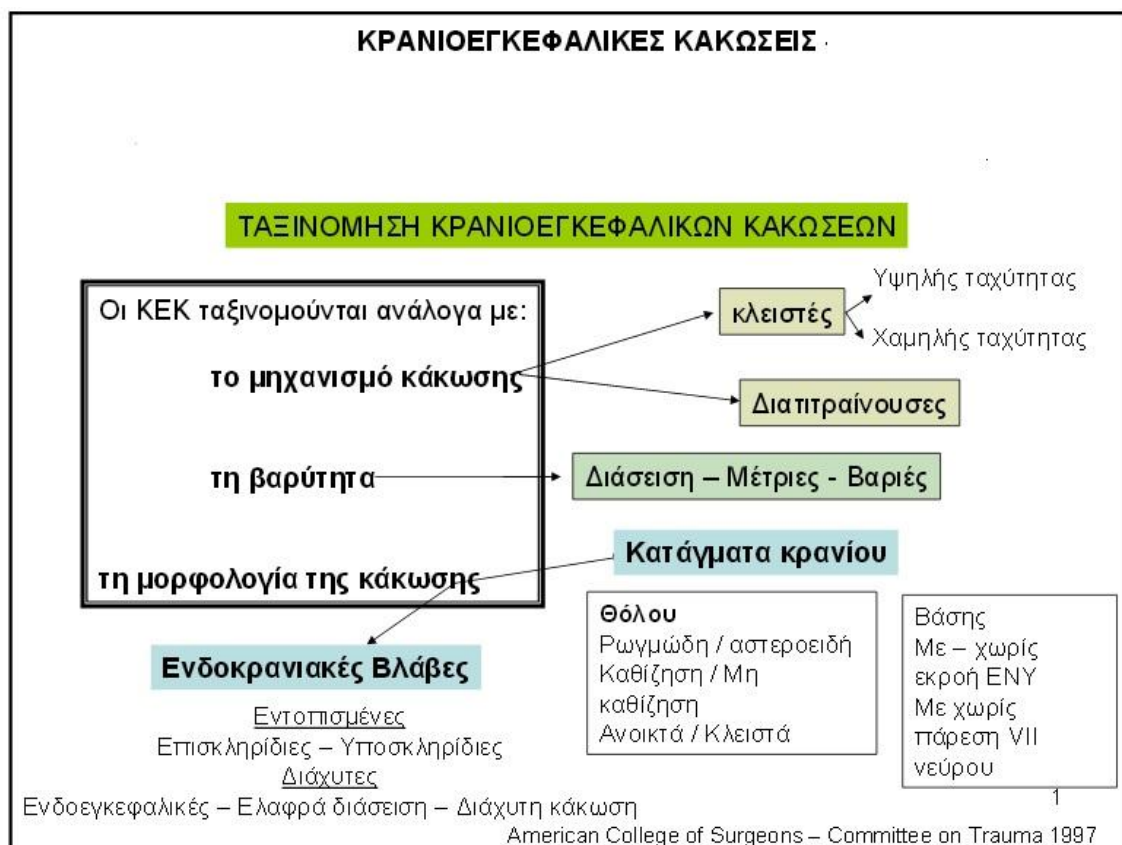 ΚΡΑΝΙΟΕΓΚΕΦΑΛΙΚΕΣ ΚΑΚΩΣΕΙΣ .
ΤΑΞΙΝΟΜΗΣΗ ΚΡΑΝΙΟΕΓΚΕΦΑΛΙΚΩΝ ΚΑΚΩΣΕΩΝ
Οι ΚΕΚ ταξινομούνται ανάλογα με:
το μηχανισμό κάκωσης
κλειστές
Υψηλής ταχύτητας
Χαμηλής ταχύτητας
Διατιτραίνουσες
τη βαρύτητα
Διάσειση – Μέτριες - Βαριές
τη μορφολογία της κάκωσης
Κατάγματα κρανίου
Θόλου
Ρωγμώδη / αστεροειδή
Καθίζηση / Μη
καθίζηση
Ανοικτά / Κλειστά
Βάσης
Με – χωρίς
εκροή ΕΝΥ
Με χωρίς
πάρεση VII
νεύρου
Ενδοκρανιακές Βλάβες
Εντοπισμένες
Επισκληρίδιες – Υποσκληρίδιες
Διάχυτες
Ενδοεγκεφαλικές – Ελαφρά διάσειση – Διάχυτη κάκωση
1
American College of Surgeons – Committee on Trauma 1997